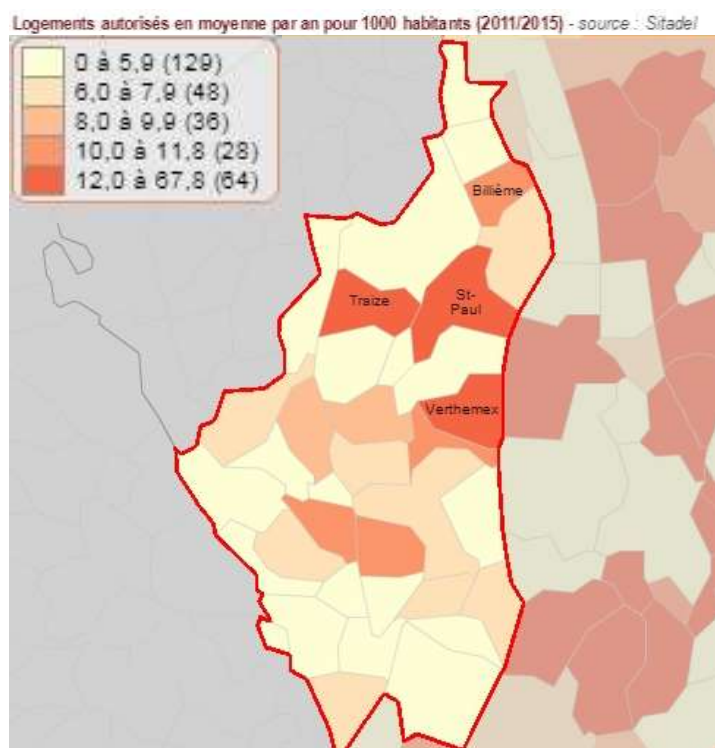 Logements autorisés en moyenne par an pour 1000 habitants (2011/2015) - source : Sitadel
0 à 5,9 (129)
6,0 à 7,9 (48)
8,0 à 9,9 (36)
10,0 à 11,8 (28)
12,0 à 67,8 (64)
Billième
Traize
St-
Paul
Verthemex